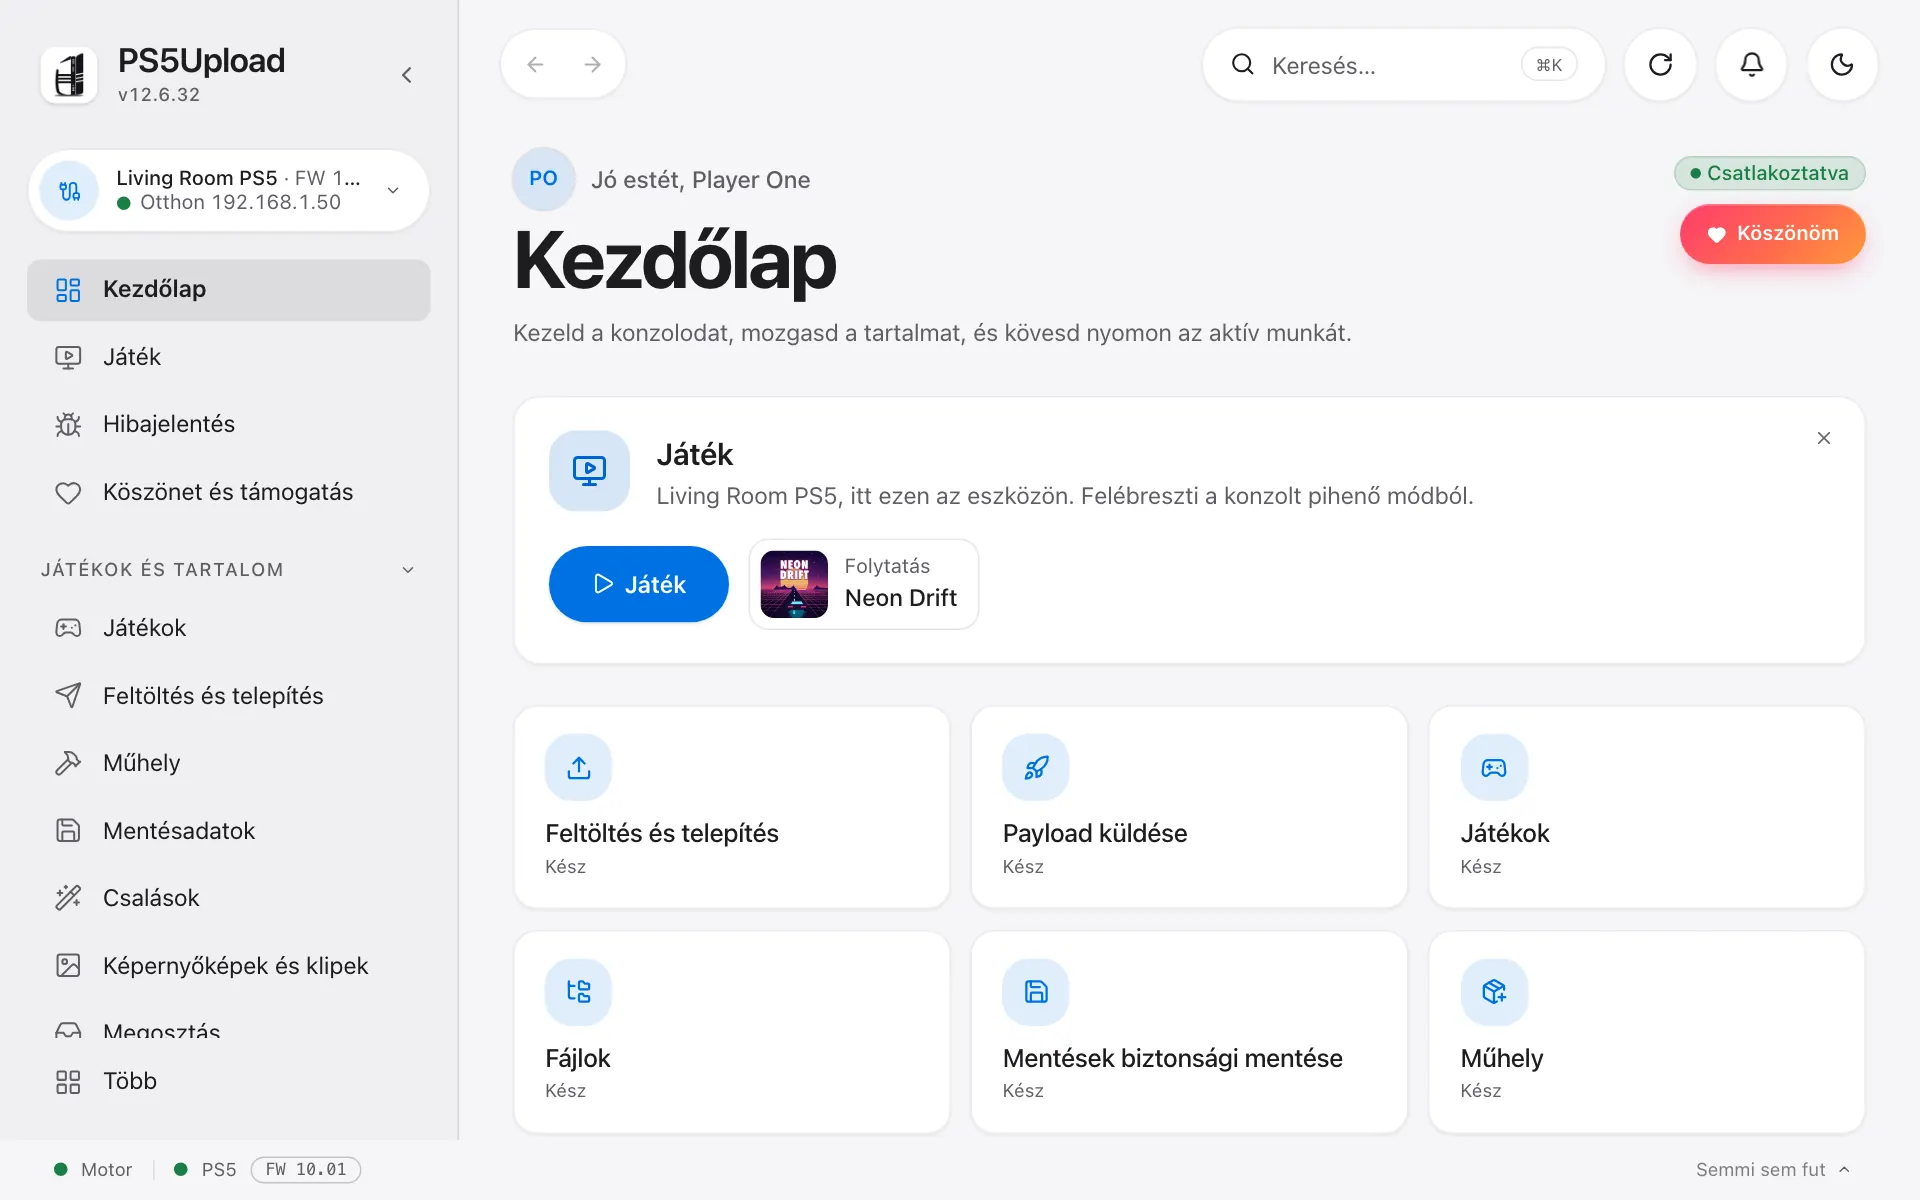 PS5Upload
v12.6.32
Living Room PS5 · FW 1...
Otthon 192.168.1.50
Kezdőlap
Játék
Hibajelentés
Köszönet és támogatás
JÁTÉKOK ÉS TARTALOM
Játékok
Feltöltés és telepítés
Műhely
Mentésadatok
Csalások
Képernyőképek és klipek
Megosztás
Több
Keresés...
⌘K
PO
Jó estét, Player One
Csatlakoztatva
Köszönöm
Kezdőlap
Kezeld a konzolodat, mozgasd a tartalmat, és kövesd nyomon az aktív munkát.
Játék
Living Room PS5, itt ezen az eszközön. Felébreszti a konzolt pihenő módból.
Játék
NEON
DRIFT
Folytatás
Neon Drift
Feltöltés és telepítés
Kész
Payload küldése
Kész
Játékok
Kész
Fájlok
Kész
Mentések biztonsági mentése
Kész
Műhely
Kész
Motor
PS5
FW 10.01
Semmi sem fut